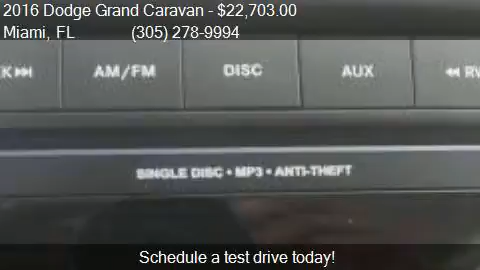 2016 Dodge Grand Caravan - $22,703.00
Miami, FL (305) 278-9994
K⏭ AM/FM DISC AUX ◀◀ RW
SINGLE DISC • MP3 • ANTI-THEFT
Schedule a test drive today!